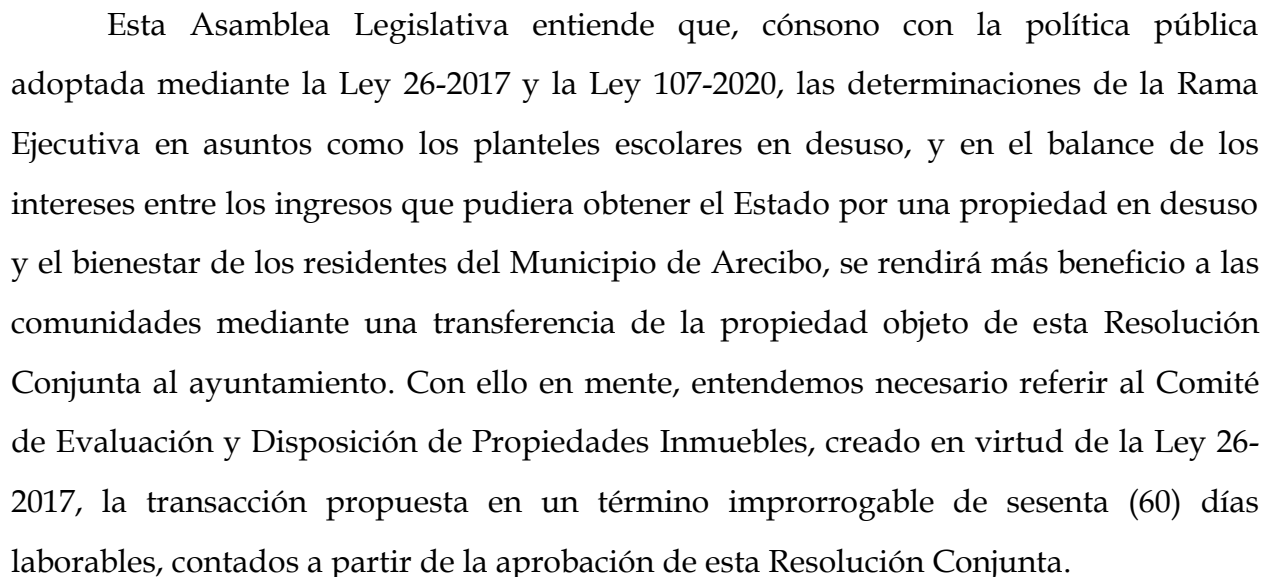 Esta Asamblea Legislativa entiende que, cónsono con la política pública
adoptada mediante la Ley 26-2017 y la Ley 107-2020, las determinaciones de la Rama
Ejecutiva en asuntos como los planteles escolares en desuso, y en el balance de los
intereses entre los ingresos que pudiera obtener el Estado por una propiedad en desuso
y el bienestar de los residentes del Municipio de Arecibo, se rendirá más beneficio a las
comunidades mediante una transferencia de la propiedad objeto de esta Resolución
Conjunta al ayuntamiento. Con ello en mente, entendemos necesario referir al Comité
de Evaluación y Disposición de Propiedades Inmuebles, creado en virtud de la Ley 26-
2017, la transacción propuesta en un término improrrogable de sesenta (60) días
laborables, contados a partir de la aprobación de esta Resolución Conjunta.